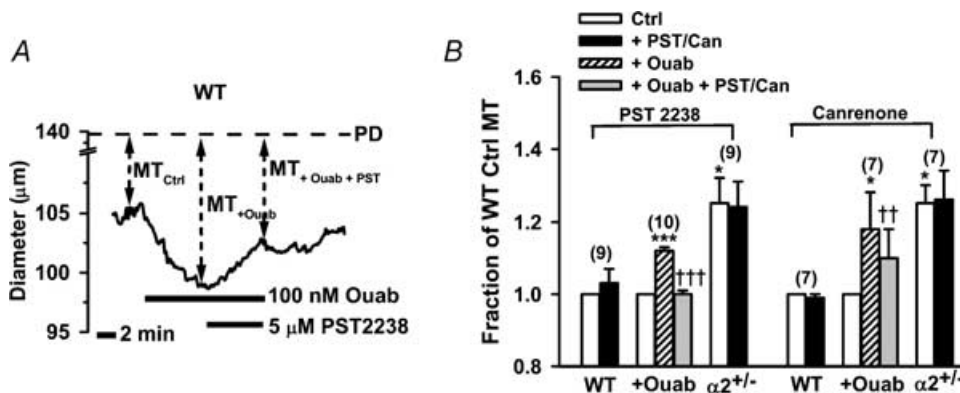 A
WT
140
PD
MT Ctrl
MT +Ouab
MT + Ouab + PST
Diameter (μm)
105
100
95
100 nM Ouab
5 μM PST2238
2 min
B
Ctrl
+ PST/Can
+ Ouab
+ Ouab + PST/Can
Fraction of WT Ctrl MT
1.6
1.4
1.2
1.0
0.8
PST 2238
Canrenone
(9)
(10)
***
†††
(9)
*
(7)
(7)
*
††
(7)
*
WT
+Ouab
α2+/-
WT
+Ouab
α2+/-